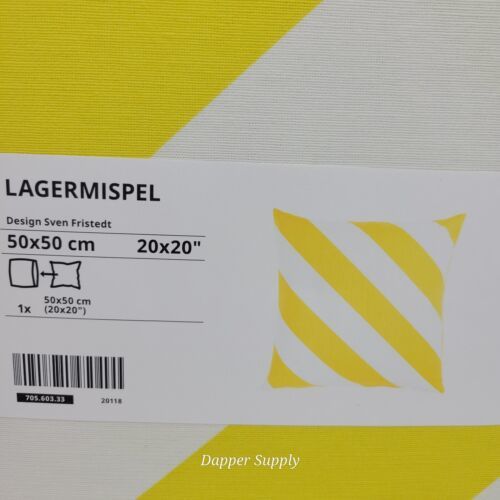 LAGERMISPEL
Design Sven Fristedt
50x50 cm 20x20"
50x50 cm
1x (20x20")
705.603.33 20118
Dapper Supply